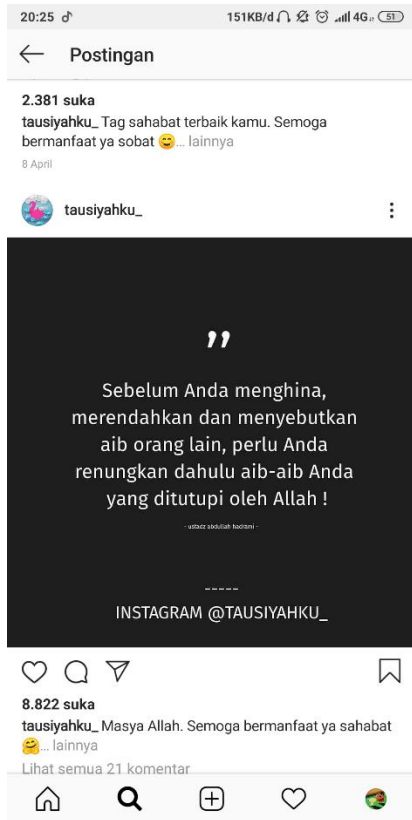 20:25
151KB/d 4G 51
Postingan
2.381 suka
tausiyahku_ Tag sahabat terbaik kamu. Semoga
bermanfaat ya sobat 😊... lainnya
8 April
tausiyahku_
”
Sebelum Anda menghina,
merendahkan dan menyebutkan
aib orang lain, perlu Anda
renungkan dahulu aib-aib Anda
yang ditutupi oleh Allah !
- ustadz abdullah hadrami -
-----
INSTAGRAM @TAUSIYAHKU_
8.822 suka
tausiyahku_ Masya Allah. Semoga bermanfaat ya sahabat
🤗... lainnya
Lihat semua 21 komentar